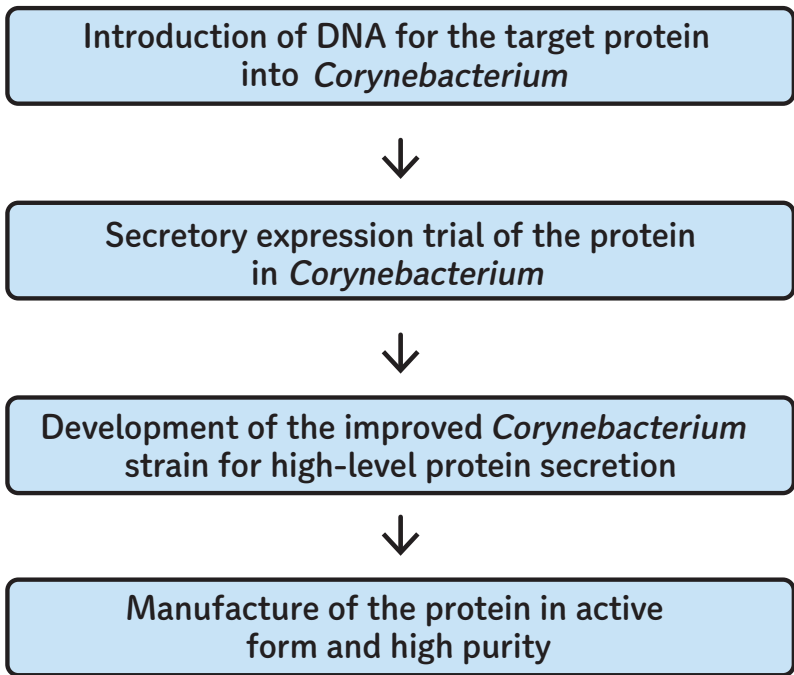 Introduction of DNA for the target protein
into Corynebacterium
Secretory expression trial of the protein
in Corynebacterium
Development of the improved Corynebacterium
strain for high-level protein secretion
Manufacture of the protein in active
form and high purity